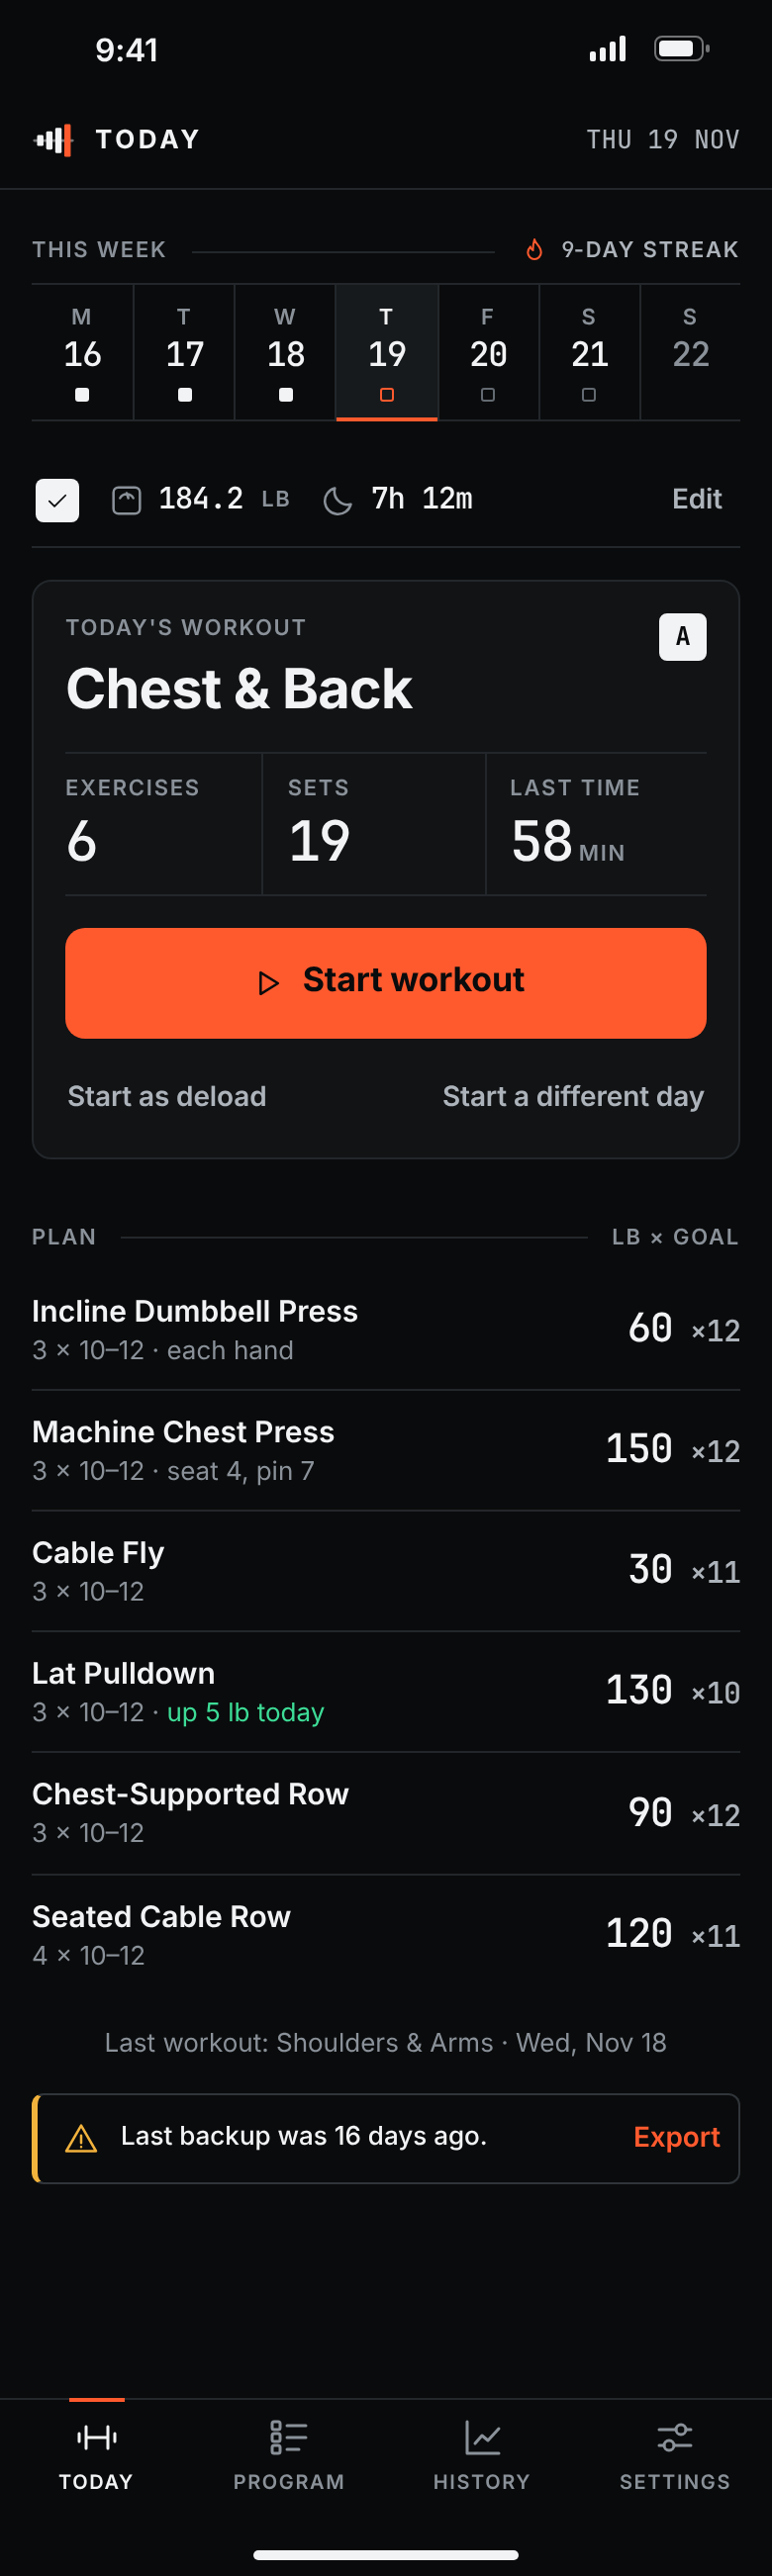 9:41
TODAY THU 19 NOV
THIS WEEK 9-DAY STREAK
M T W T F S S
16 17 18 19 20 21 22
184.2 LB 7h 12m Edit
TODAY'S WORKOUT A
Chest & Back
EXERCISES SETS LAST TIME
6 19 58 MIN
Start workout
Start as deload Start a different day
PLAN LB × GOAL
Incline Dumbbell Press
3 × 10–12 · each hand
60 ×12
Machine Chest Press
3 × 10–12 · seat 4, pin 7
150 ×12
Cable Fly
3 × 10–12
30 ×11
Lat Pulldown
3 × 10–12 · up 5 lb today
130 ×10
Chest-Supported Row
3 × 10–12
90 ×12
Seated Cable Row
4 × 10–12
120 ×11
Last workout: Shoulders & Arms · Wed, Nov 18
Last backup was 16 days ago. Export
TODAY PROGRAM HISTORY SETTINGS